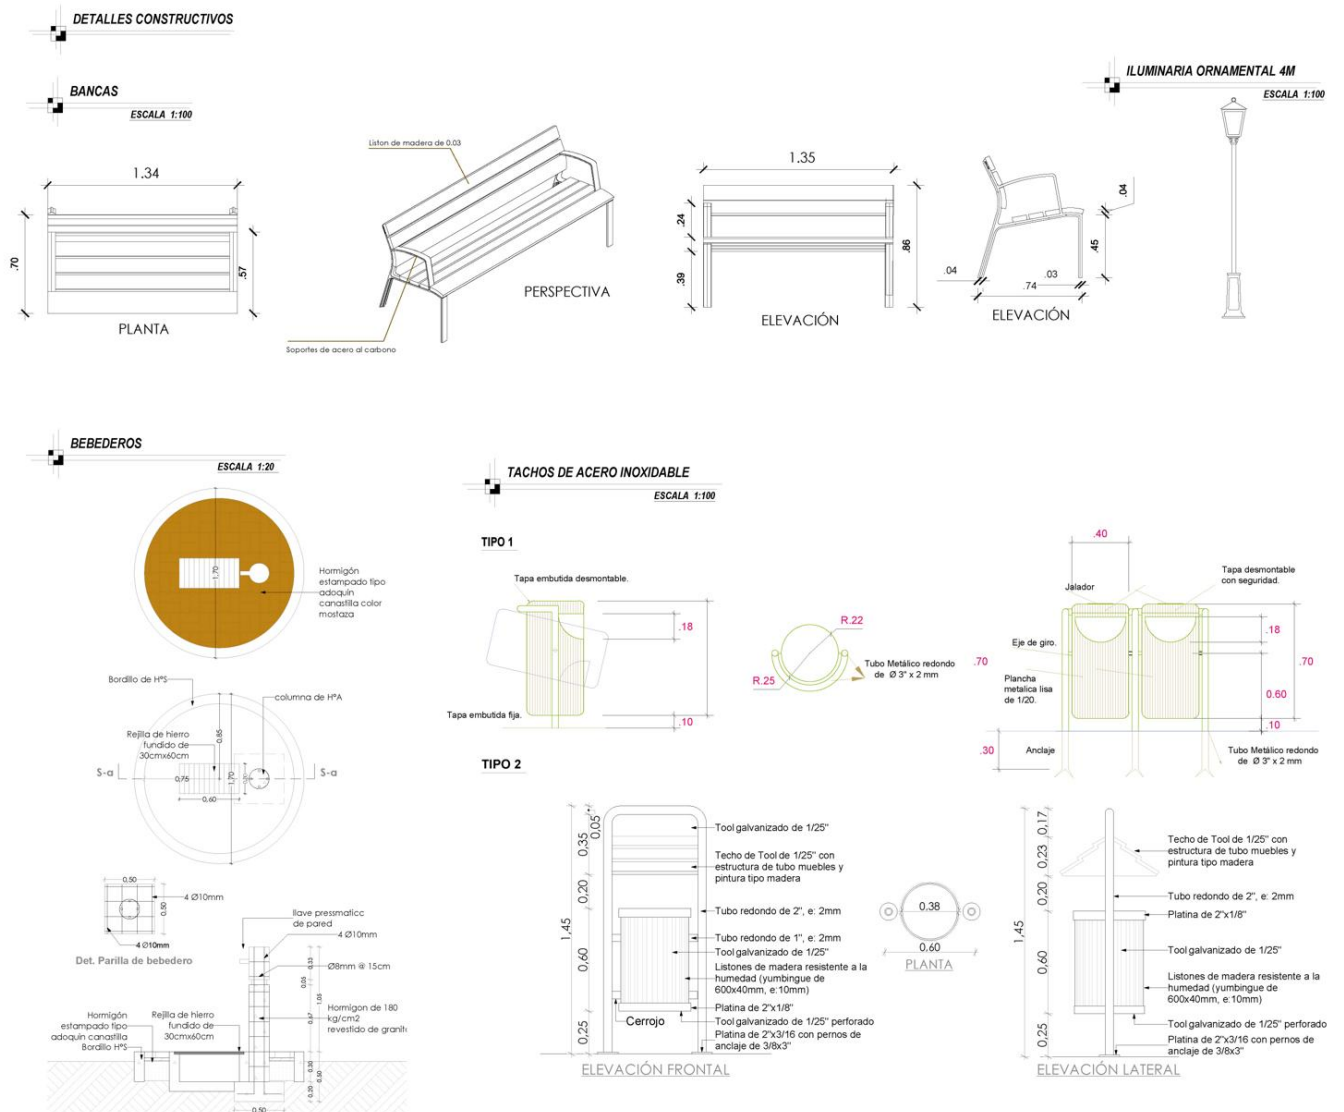 DETALLES CONSTRUCTIVOS
BANCAS
ESCALA 1:100
1.34
.70
.57
PLANTA
Liston de madera de 0.03
Soportes de acero al carbono
PERSPECTIVA
1.35
.24
.39
.86
ELEVACIÓN
.04
.45
.04
.03
.74
ELEVACIÓN
ILUMINARIA ORNAMENTAL 4M
ESCALA 1:100
BEBEDEROS
ESCALA 1:20
1.70
Hormigón
estampado tipo
adoquin
canastilla color
mostaza
Bordillo de HºS
columna de HºA
Rejilla de hierro
fundido de
30cmx60cm
0.85
1.70
0.75
0.60
S-a
S-a
0.50
0.50
4 Ø10mm
4 Ø10mm
Det. Parilla de bebedero
llave pressmaticc
de pared
4 Ø10mm
Ø8mm @ 15cm
Hormigon de 180
kg/cm2
revestido de granito
Hormigón
estampado tipo
adoquin canastilla
Bordillo HºS
Rejilla de hierro
fundido de
30cmx60cm
0.05
0.20
0.50
0.50
TACHOS DE ACERO INOXIDABLE
ESCALA 1:100
TIPO 1
Tapa embutida desmontable.
.18
.10
Tapa embutida fija.
R.22
R.25
Tubo Metálico redondo
de Ø 3" x 2 mm
.70
.40
Jalador
Tapa desmontable
con seguridad.
Eje de giro.
Plancha
metalica lisa
de 1/20.
.18
.70
0.60
.10
.30
Anclaje
Tubo Metálico redondo
de Ø 3" x 2 mm
TIPO 2
0,05
0,35
0,20
1,45
0,60
0,25
Tool galvanizado de 1/25"
Techo de Tool de 1/25" con
estructura de tubo muebles y
pintura tipo madera
Tubo redondo de 2", e: 2mm
Tubo redondo de 1", e: 2mm
Tool galvanizado de 1/25"
Listones de madera resistente a la
humedad (yumbingue de
600x40mm, e:10mm)
Platina de 2"x1/8"
Cerrojo
Tool galvanizado de 1/25" perforado
Platina de 2"x3/16 con pernos de
anclaje de 3/8x3"
ELEVACIÓN FRONTAL
0.38
0.60
PLANTA
0,17
0,23
0,20
1,45
0,60
0,25
Techo de Tool de 1/25" con
estructura de tubo muebles y
pintura tipo madera
Tubo redondo de 2", e: 2mm
Platina de 2"x1/8"
Tool galvanizado de 1/25"
Listones de madera resistente a la
humedad (yumbingue de
600x40mm, e:10mm)
Tool galvanizado de 1/25" perforado
Platina de 2"x3/16 con pernos de
anclaje de 3/8x3"
ELEVACIÓN LATERAL